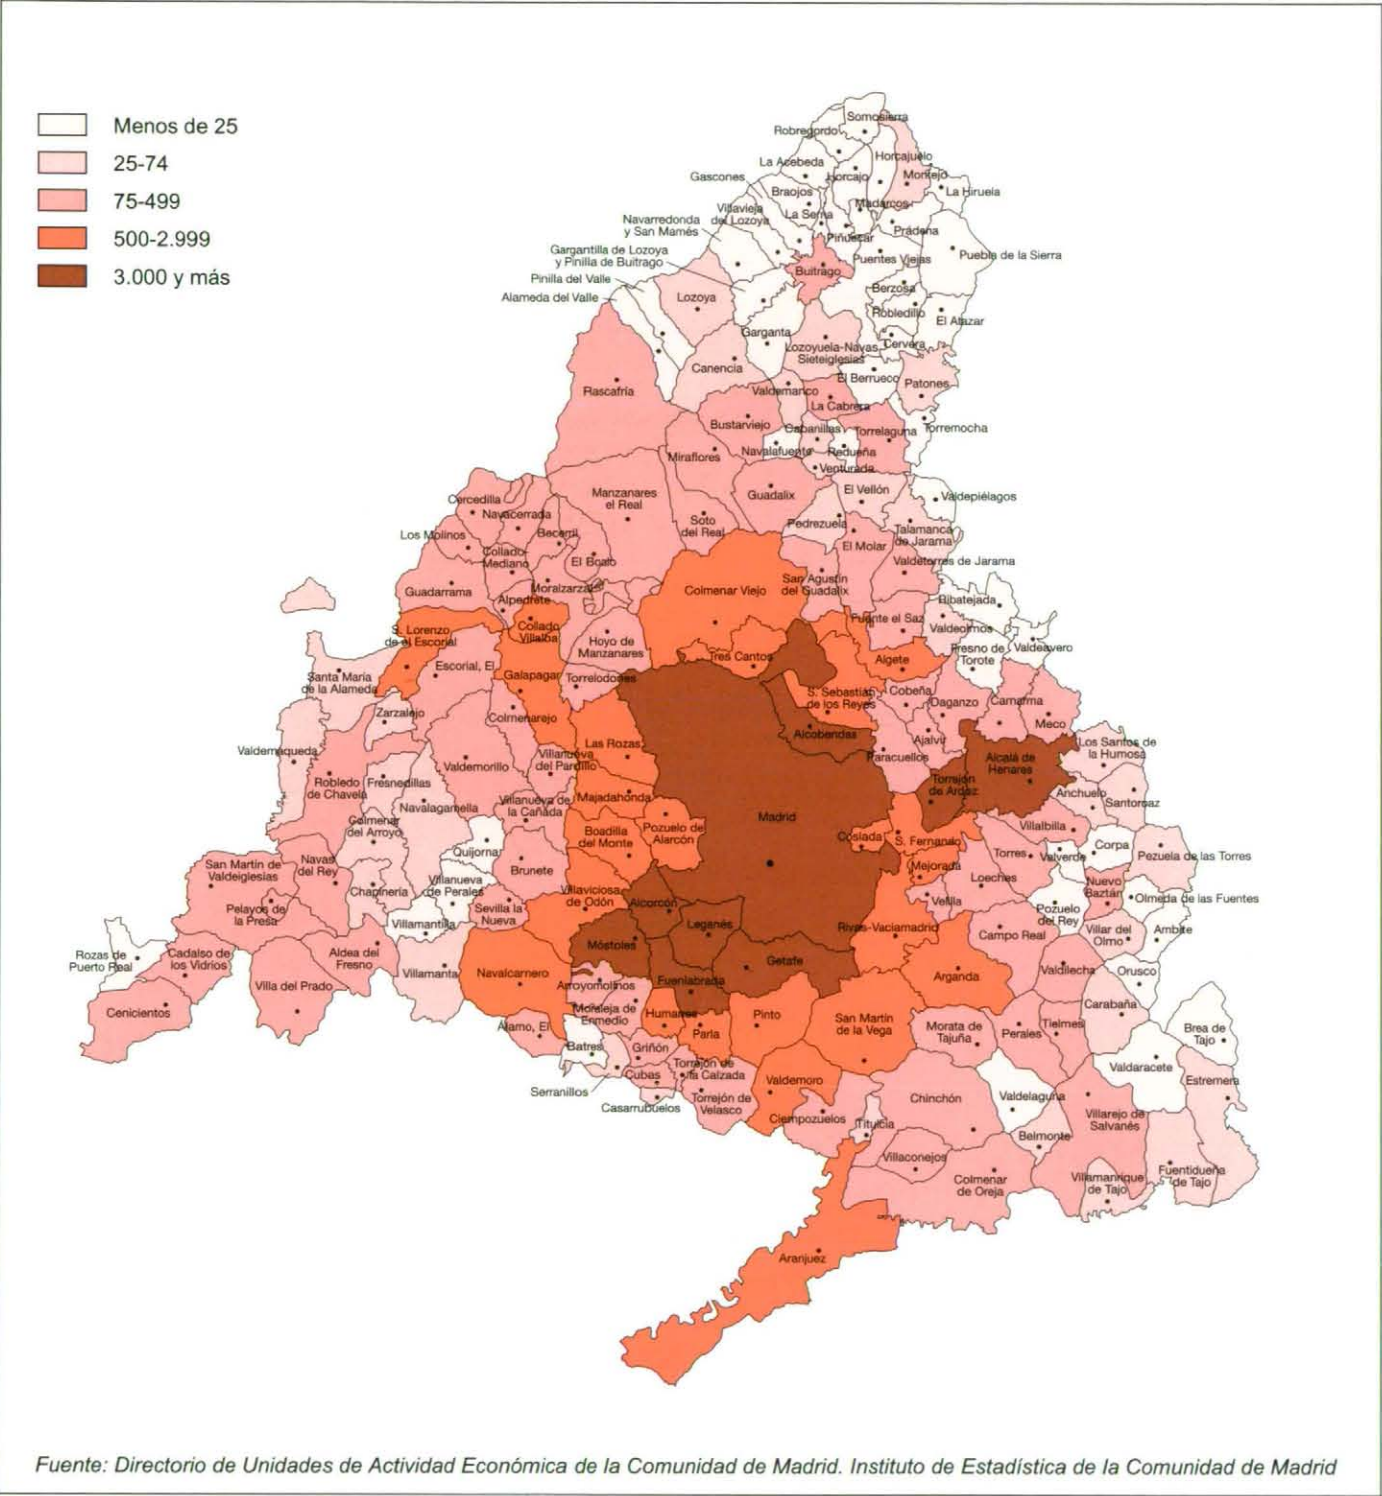 Menos de 25
25-74
75-499
500-2.999
3.000 y más
Somosierra
Robregordo
La Acebeda
Horcajuelo
Gascones
Horcajo
Montejo
Braojos
La Hiruela
Madarcos
Villavieja
del Lozoya
La Serna
Navarredonda
y San Mamés
Prádena
Piñuecar
Gargantilla de Lozoya
y Pinilla de Buitrago
Puentes Viejas
Puebla de la Sierra
Buitrago
Pinilla del Valle
Berzosa
Alameda del Valle
Lozoya
Robledillo
El Atazar
Garganta
Lozoyuela-Navas
Sieteiglesias
Cervera
Canencia
El Berrueco
Patones
Rascafría
Valdemanco
La Cabrera
Bustarviejo
Cabanillas
Torrelaguna
Torremocha
Navalafuente
Redueña
Miraflores
Venturada
Manzanares
el Real
Guadalix
El Vellón
Valdepiélagos
Cercedilla
Navacerrada
Soto
del Real
Pedrezuela
Talamanca
de Jarama
Los Molinos
Becerril
El Molar
Collado-
Mediano
El Boalo
Valdetorres de Jarama
Guadarrama
Moralzarzal
Colmenar Viejo
San Agustín
del Guadalix
Alpedrete
Ribatejada
Fuente el Saz
Valdeolmos
S. Lorenzo
de el Escorial
Collado
Villalba
Hoyo de
Manzanares
Fresno de
Torote
Valdeavero
Tres Cantos
Algete
Escorial, El
Santa María
de la Alameda
Galapagar
Torrelodones
S. Sebastián
de los Reyes
Cobeña
Daganzo
Camarma
Zarzalejo
Colmenarejo
Meco
Alcobendas
Ajalvir
Las Rozas
Los Santos de
la Humosa
Valdemaqueda
Villanueva
del Pardillo
Paracuellos
Alcalá de
Henares
Valdemorillo
Robledo
de Chavela
Fresnedillas
Torrejón
de Ardoz
Anchuelo
Santorcaz
Navalagamella
Villanueva de
la Cañada
Majadahonda
Madrid
Colmenar
del Arroyo
Boadilla
del Monte
Pozuelo de
Alarcón
Villalbilla
Coslada
S. Fernando
Corpa
Quijorna
Torres
Valverde
Pezuela de las Torres
San Martín de
Valdeiglesias
Navas
del Rey
Brunete
Mejorada
Loeches
Nuevo
Baztán
Chapinería
Villanueva
de Perales
Villaviciosa
de Odón
Velilla
Olmeda de las Fuentes
Pelayos de
la Presa
Sevilla la
Nueva
Alcorcón
Pozuelo
del Rey
Villamantilla
Leganés
Rivas-Vaciamadrid
Campo Real
Villar del
Olmo
Ambite
Móstoles
Rozas de
Puerto Real
Cadalso de
los Vidrios
Aldea del
Fresno
Getafe
Villamanta
Navalcarnero
Arganda
Valdilecha
Orusco
Villa del Prado
Arroyomolinos
Fuenlabrada
Carabaña
Cenicientos
Moraleja de
Enmedio
Humanes
Pinto
San Martín
de la Vega
Álamo, El
Parla
Morata de
Tajuña
Perales
Tielmes
Brea de
Tajo
Batres
Griñón
Torrejón de
la Calzada
Valdaracete
Cubas
Valdemoro
Estremera
Serranillos
Torrejón de
Velasco
Chinchón
Valdelaguna
Casarrubuelos
Ciempozuelos
Titulcia
Villarejo de
Salvanés
Belmonte
Villaconejos
Fuentidueña
de Tajo
Colmenar
de Oreja
Villamanrique
de Tajo
Aranjuez
Fuente: Directorio de Unidades de Actividad Económica de la Comunidad de Madrid. Instituto de Estadística de la Comunidad de Madrid